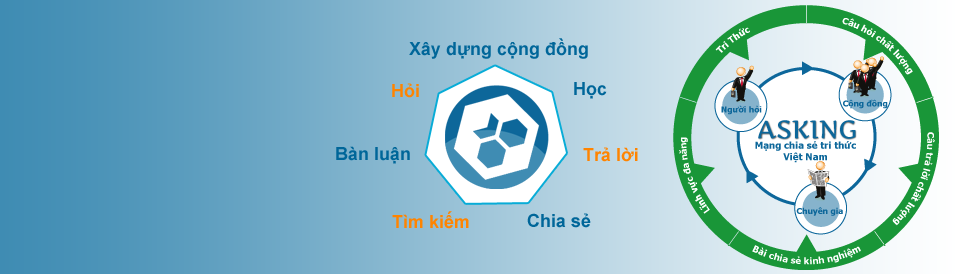 Xây dựng cộng đồng
Hỏi
Học
Bàn luận
Trả lời
Tìm kiếm
Chia sẻ
Tri Thức
Câu hỏi chất lượng
Câu trả lời chất lượng
Bài chia sẻ kinh nghiệm
Lĩnh vực đa năng
Người hỏi
Cộng đồng
ASKING
Mạng chia sẻ tri thức
Việt Nam
Chuyên gia